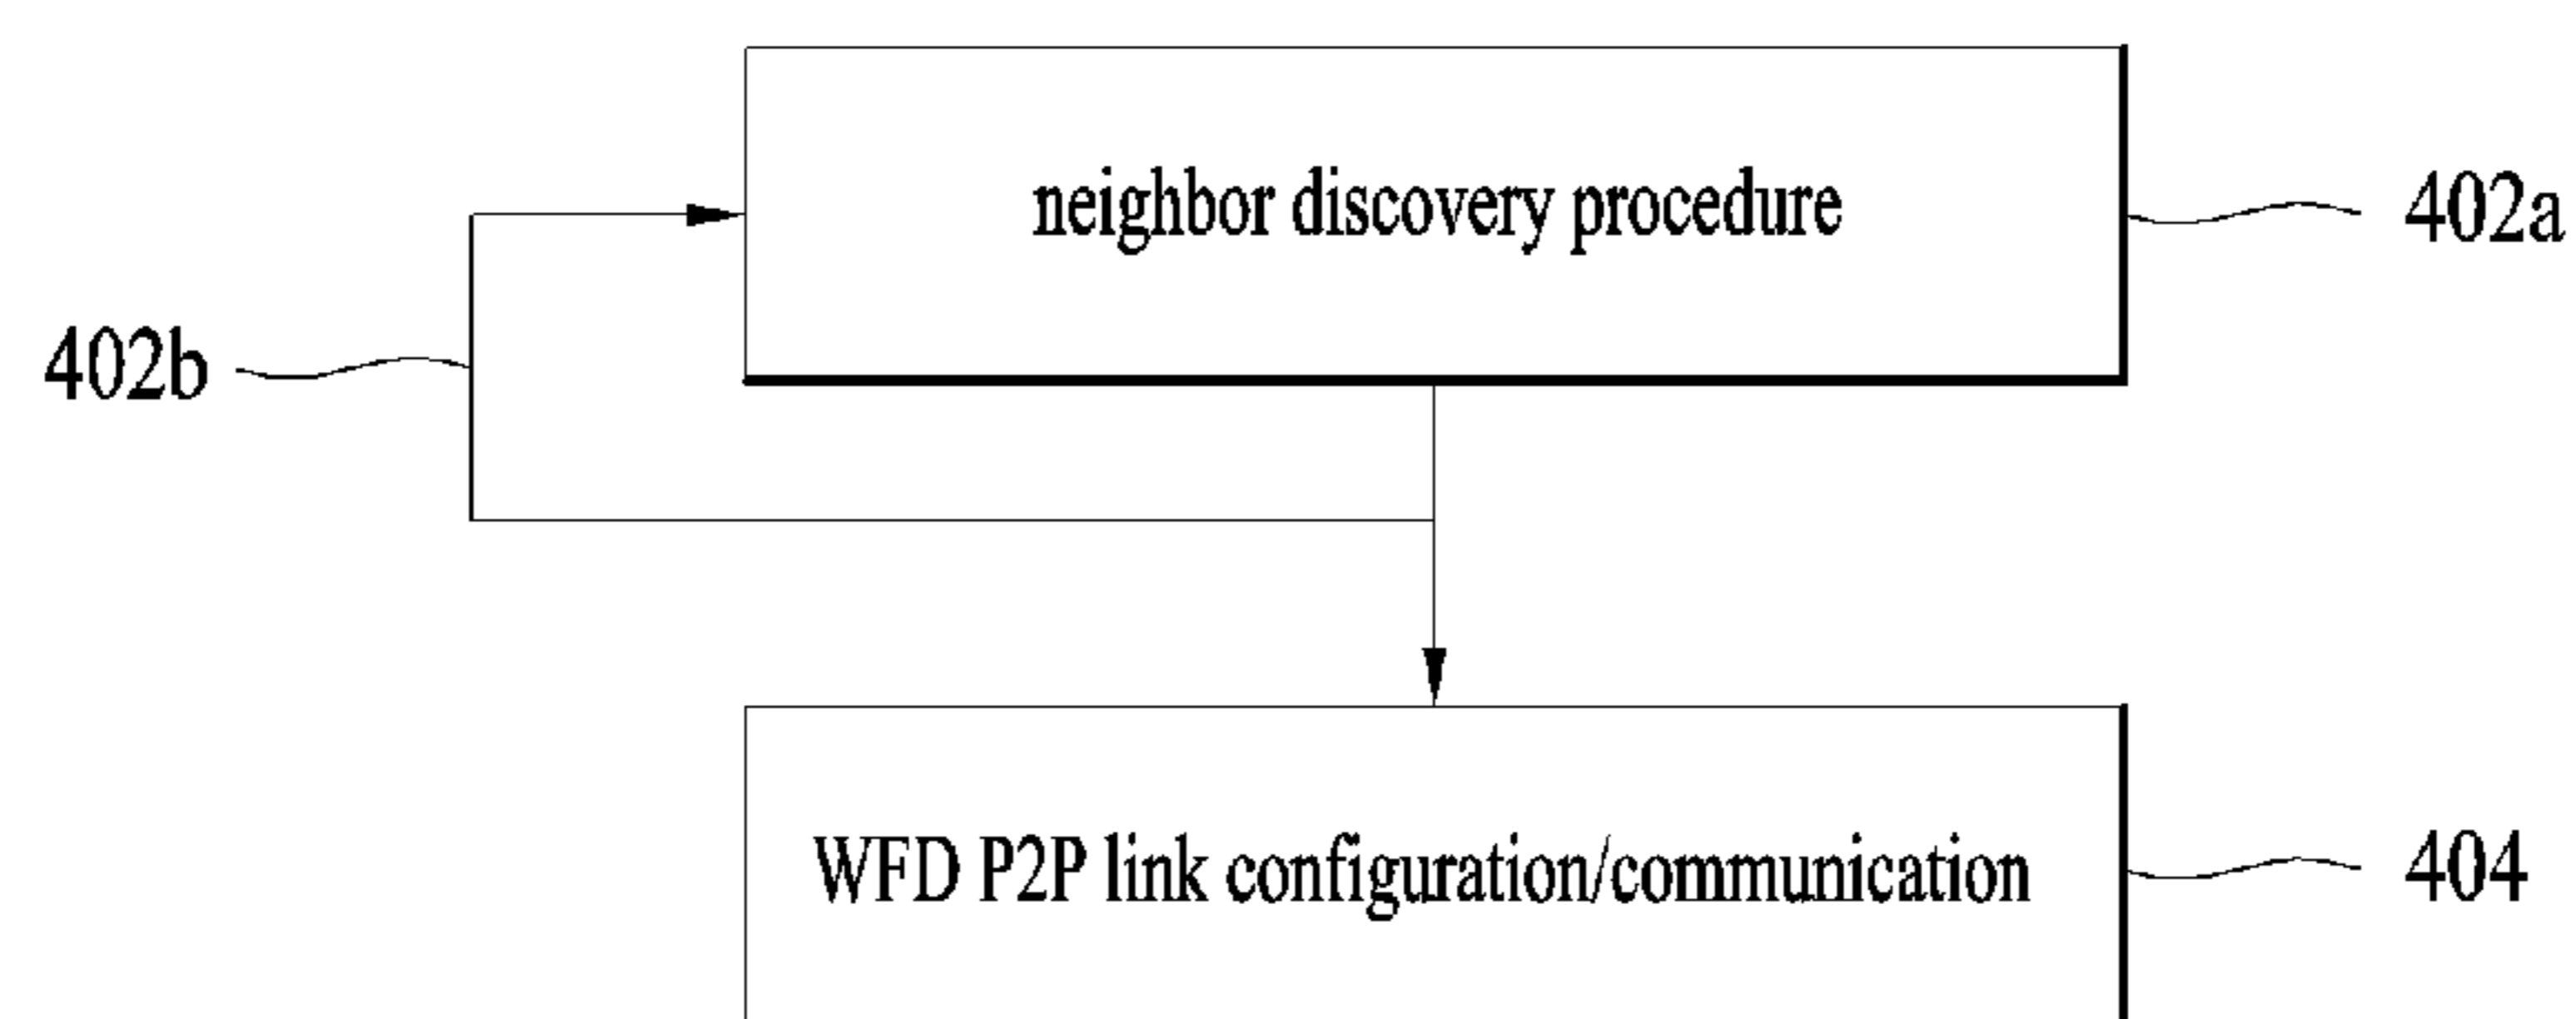 neighbor discovery procedure
402a
402b
WFD P2P link configuration/communication
404